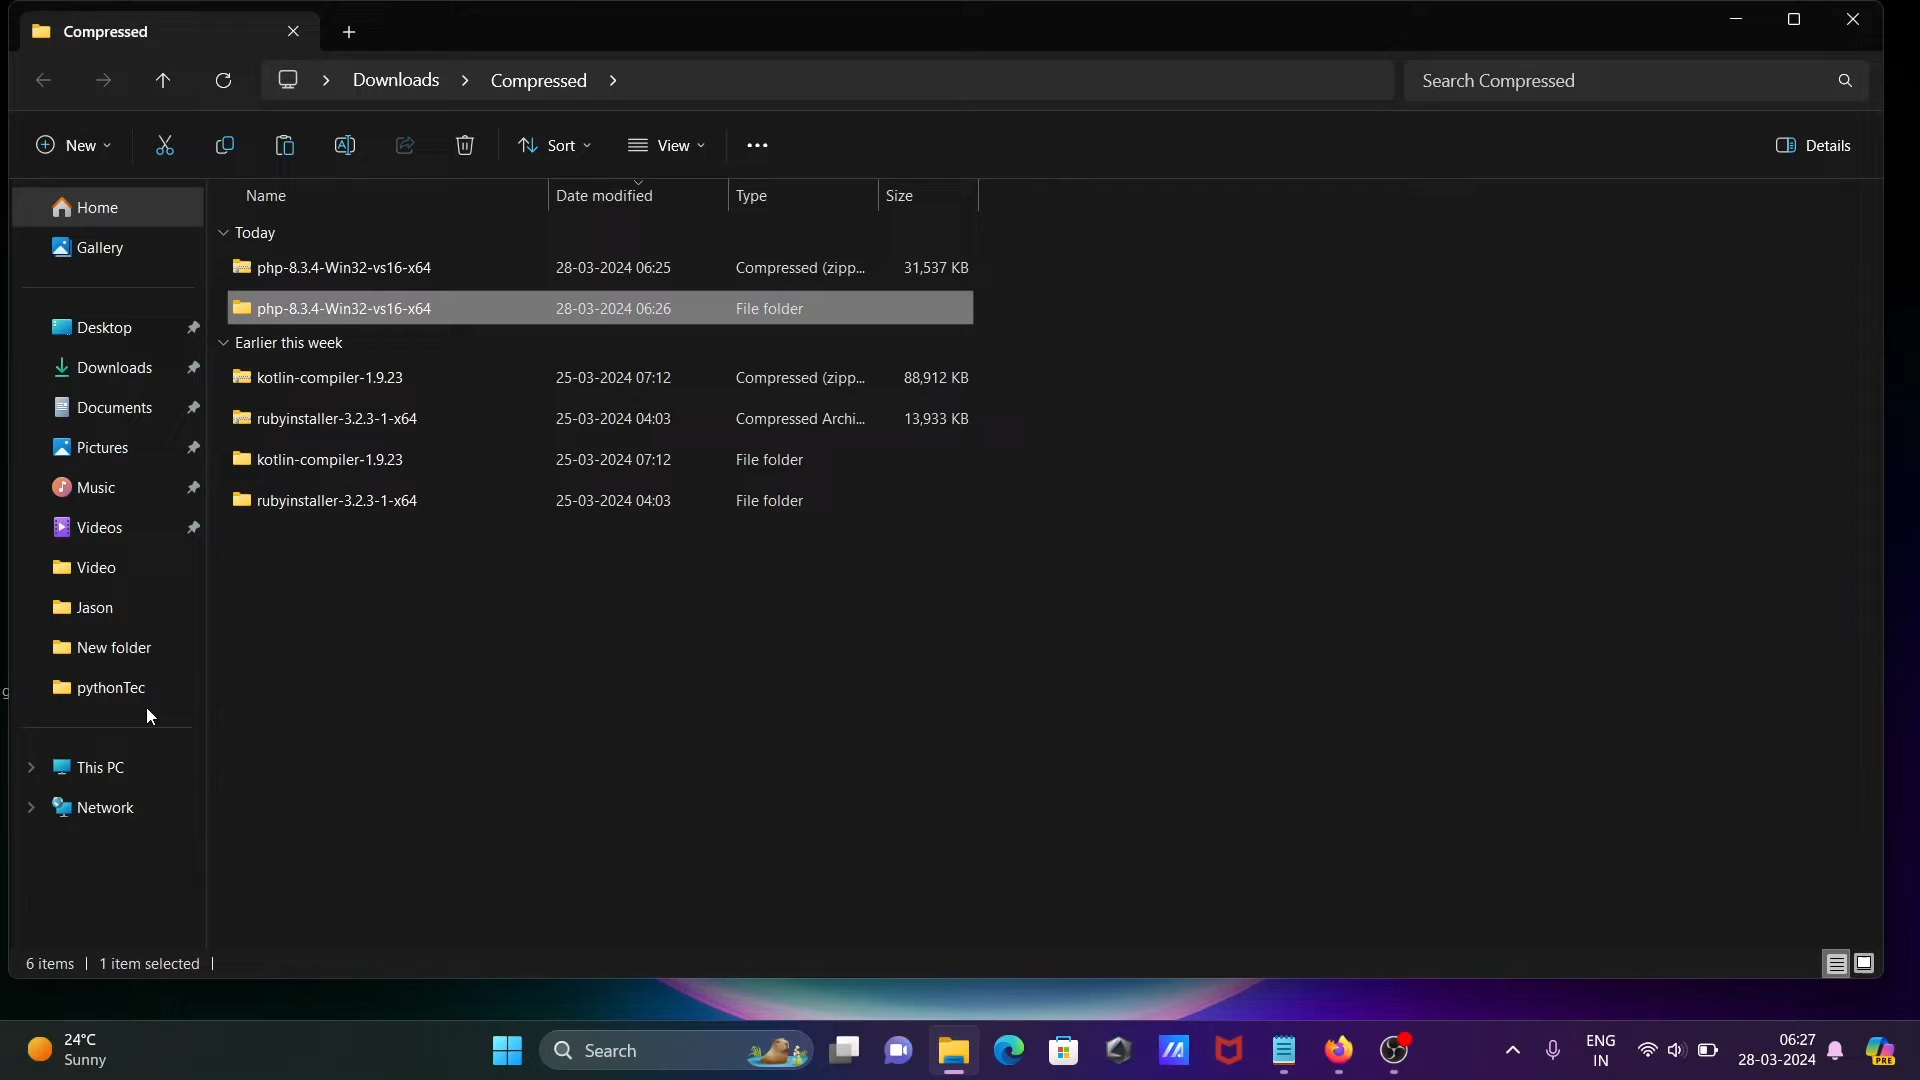 Compressed
Downloads
Compressed
Search Compressed
New
Sort
View
Details
Home
Gallery
Desktop
Downloads
Documents
Pictures
Music
Videos
Video
Jason
New folder
pythonTec
This PC
Network
Name Date modified Type Size
Today
php-8.3.4-Win32-vs16-x64 28-03-2024 06:25 Compressed (zipp... 31,537 KB
php-8.3.4-Win32-vs16-x64 28-03-2024 06:26 File folder
Earlier this week
kotlin-compiler-1.9.23 25-03-2024 07:12 Compressed (zipp... 88,912 KB
rubyinstaller-3.2.3-1-x64 25-03-2024 04:03 Compressed Archi... 13,933 KB
kotlin-compiler-1.9.23 25-03-2024 07:12 File folder
rubyinstaller-3.2.3-1-x64 25-03-2024 04:03 File folder
6 items 1 item selected
24°C
Sunny
Search
ENG
IN
06:27
28-03-2024
PRE